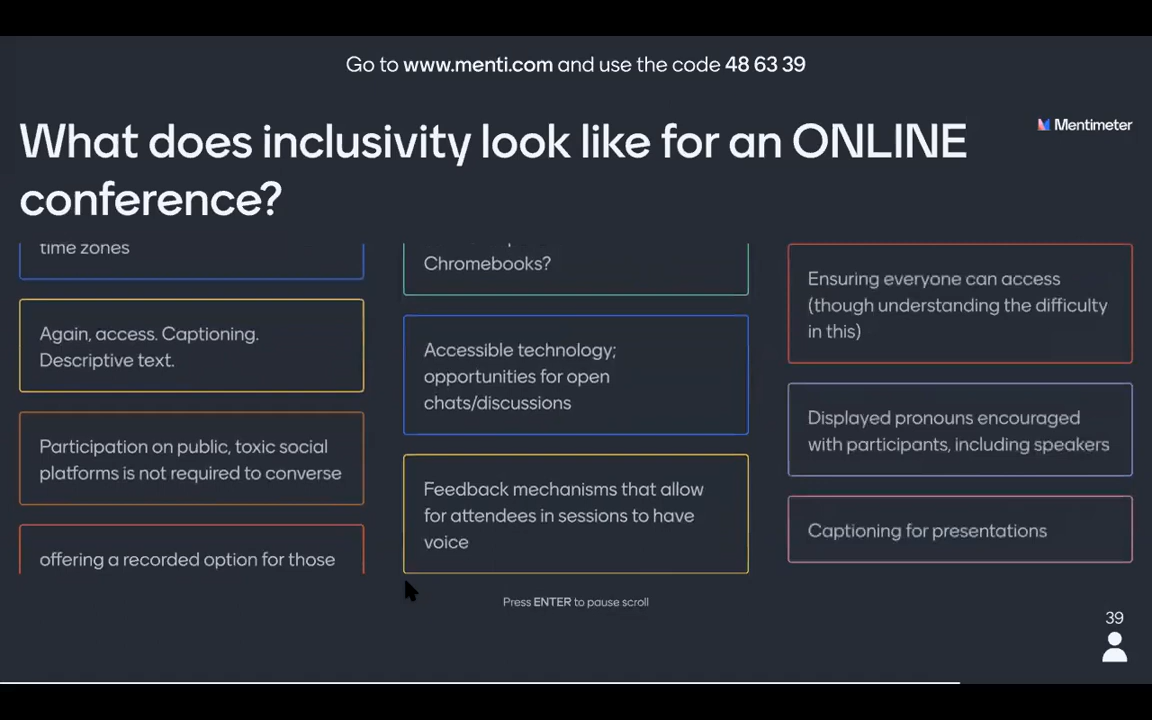 Go to www.menti.com and use the code 48 63 39
Mentimeter
What does inclusivity look like for an ONLINE
conference?
time zones
Again, access. Captioning.
Descriptive text.
Participation on public, toxic social
platforms is not required to converse
offering a recorded option for those
Chromebooks?
Accessible technology;
opportunities for open
chats/discussions
Feedback mechanisms that allow
for attendees in sessions to have
voice
Ensuring everyone can access
(though understanding the difficulty
in this)
Displayed pronouns encouraged
with participants, including speakers
Captioning for presentations
Press ENTER to pause scroll
39